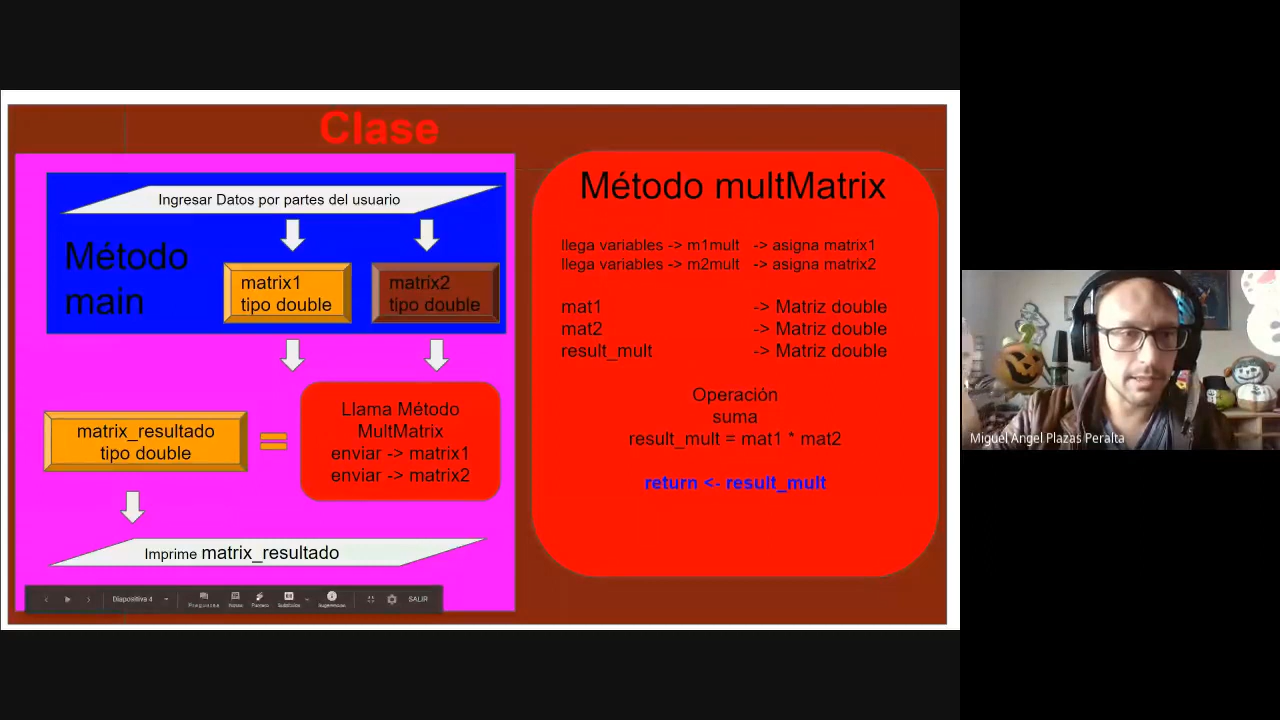 Clase
Ingresar Datos por partes del usuario
Método
main
matrix1
tipo double
matrix2
tipo double
matrix_resultado
tipo double
Llama Método
MultMatrix
enviar -> matrix1
enviar -> matrix2
Imprime matrix_resultado
Método multMatrix
llega variables -> m1mult -> asigna matrix1
llega variables -> m2mult -> asigna matrix2
mat1 -> Matriz double
mat2 -> Matriz double
result_mult -> Matriz double
Operación
suma
result_mult = mat1 * mat2
return <- result_mult
Diapositiva 4
SALIR
Miguel Angel Plazas Peralta